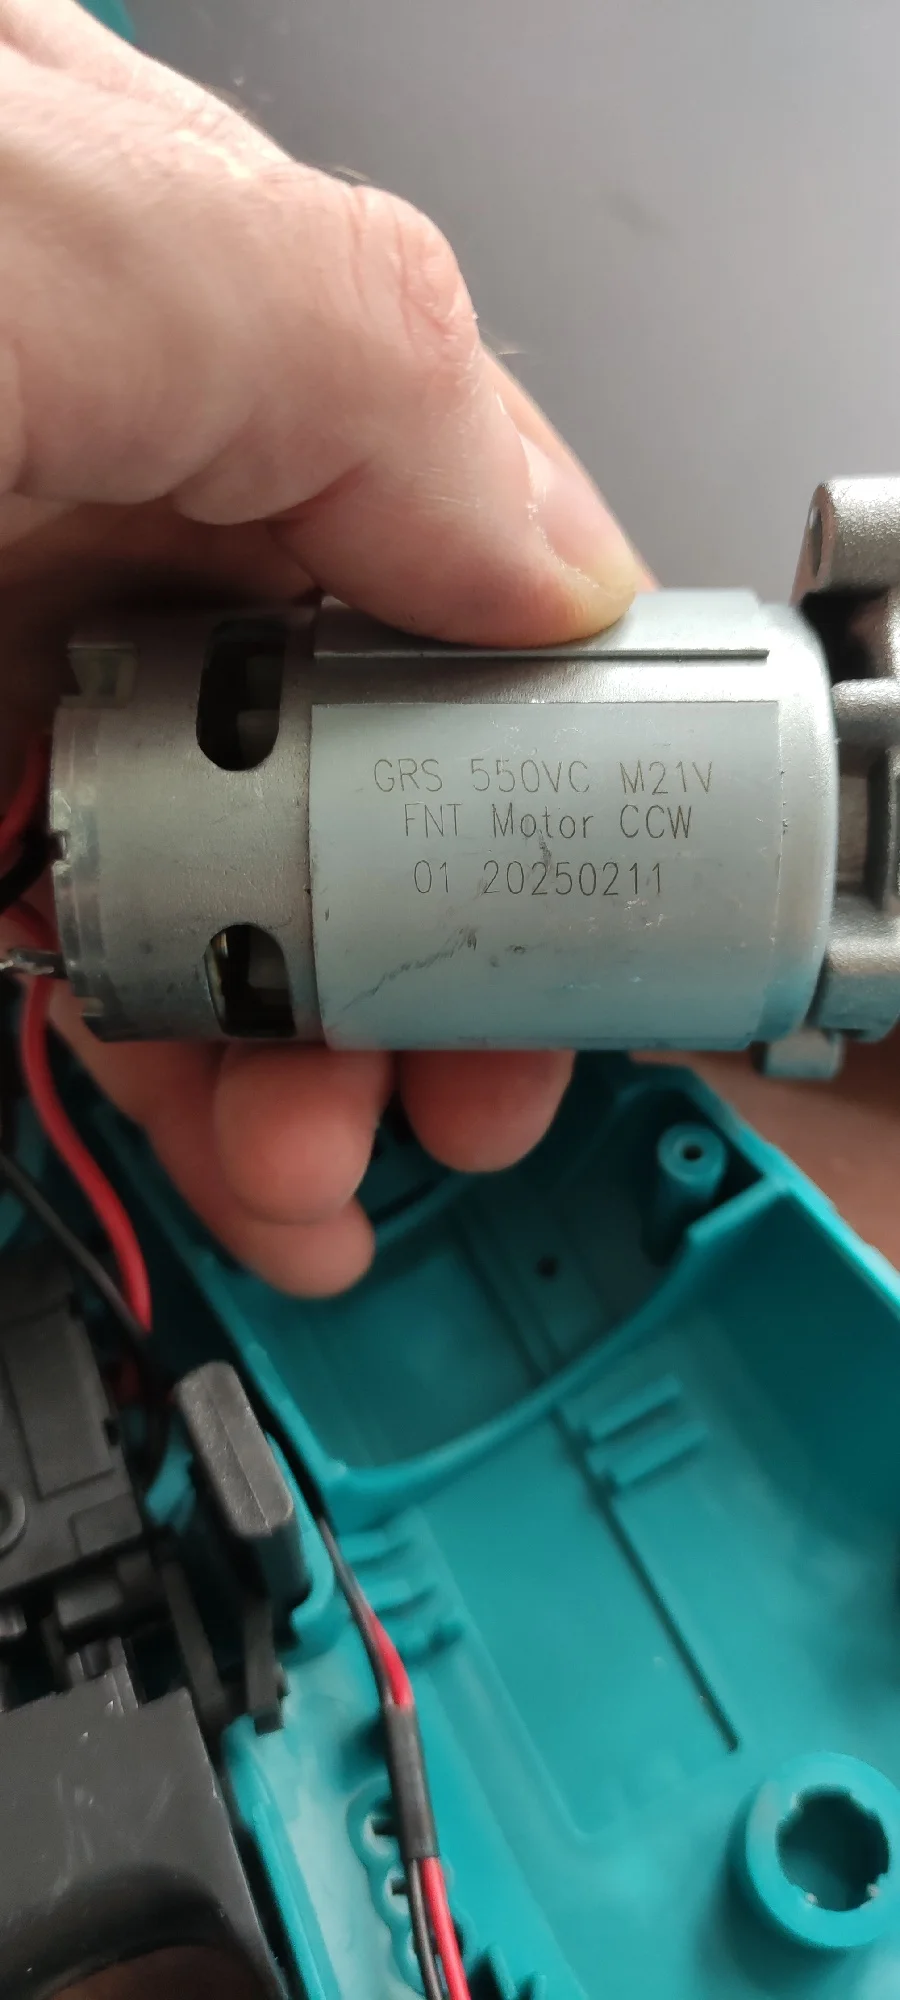 GRS 550VC M21V
FNT Motor CCW
01 20250211